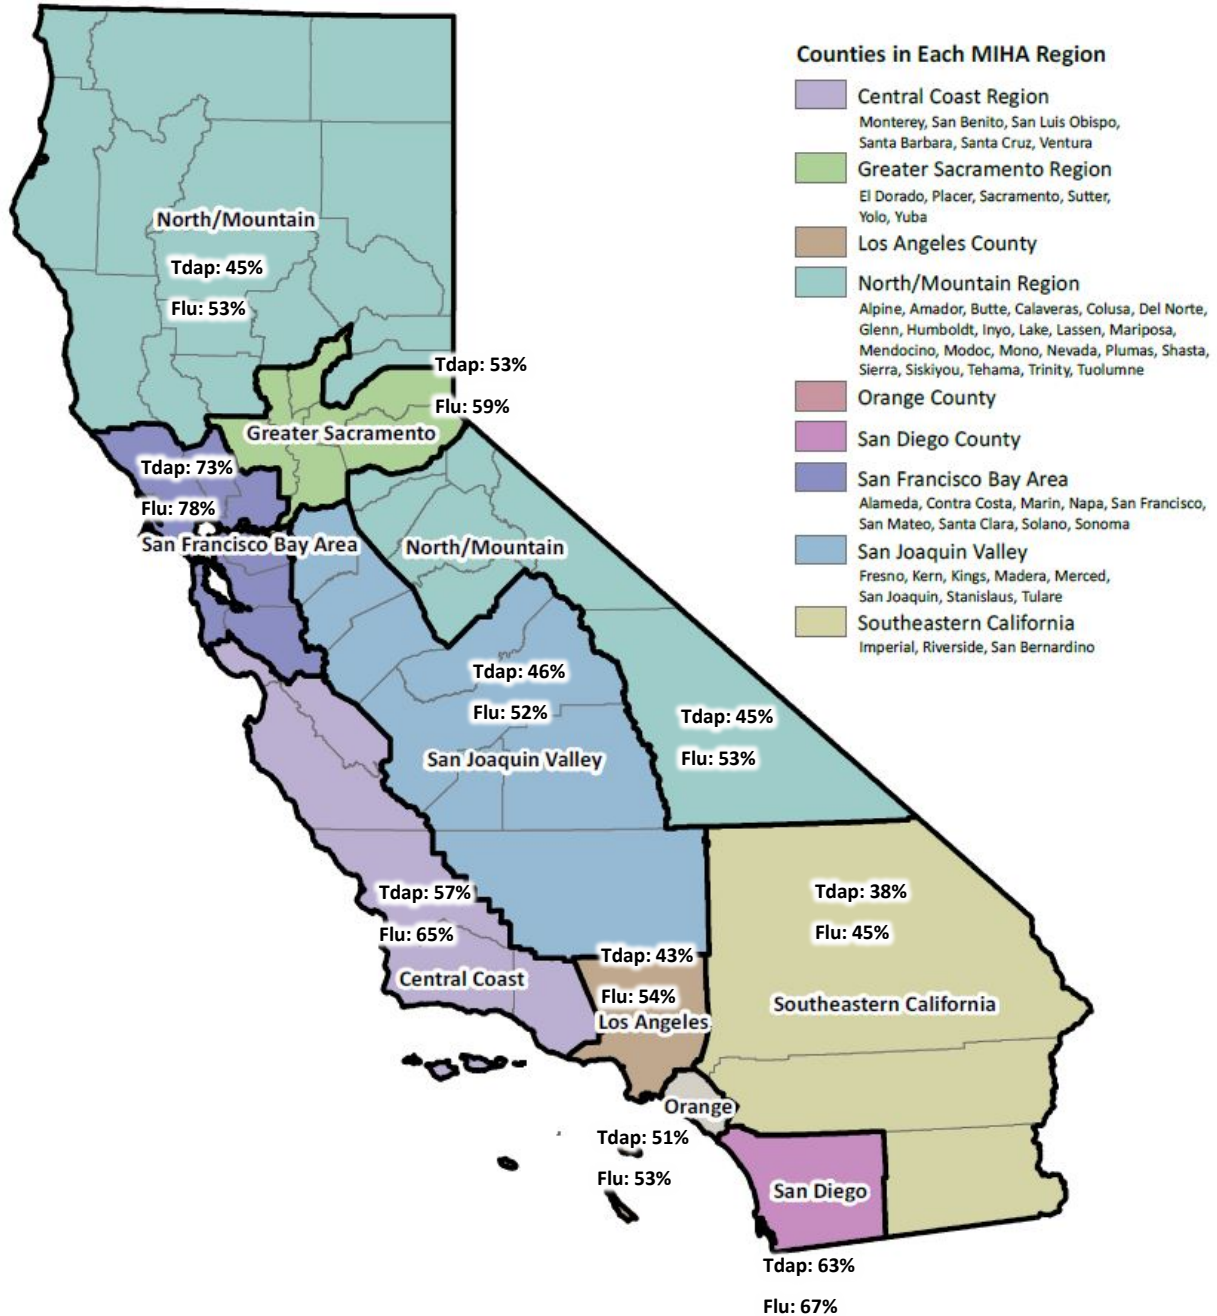 Counties in Each MIHA Region
Central Coast Region
Monterey, San Benito, San Luis Obispo,
Santa Barbara, Santa Cruz, Ventura
Greater Sacramento Region
El Dorado, Placer, Sacramento, Sutter,
Yolo, Yuba
Los Angeles County
North/Mountain Region
Alpine, Amador, Butte, Calaveras, Colusa, Del Norte,
Glenn, Humboldt, Inyo, Lake, Lassen, Mariposa,
Mendocino, Modoc, Mono, Nevada, Plumas, Shasta,
Sierra, Siskiyou, Tehama, Trinity, Tuolumne
Orange County
San Diego County
San Francisco Bay Area
Alameda, Contra Costa, Marin, Napa, San Francisco,
San Mateo, Santa Clara, Solano, Sonoma
San Joaquin Valley
Fresno, Kern, Kings, Madera, Merced,
San Joaquin, Stanislaus, Tulare
Southeastern California
Imperial, Riverside, San Bernardino
North/Mountain
Tdap: 45%
Flu: 53%
Tdap: 53%
Flu: 59%
Greater Sacramento
Tdap: 73%
Flu: 78%
San Francisco Bay Area
North/Mountain
Tdap: 46%
Flu: 52%
San Joaquin Valley
Tdap: 45%
Flu: 53%
Tdap: 57%
Flu: 65%
Central Coast
Tdap: 43%
Flu: 54%
Los Angeles
Tdap: 38%
Flu: 45%
Southeastern California
Orange
Tdap: 51%
Flu: 53%
San Diego
Tdap: 63%
Flu: 67%